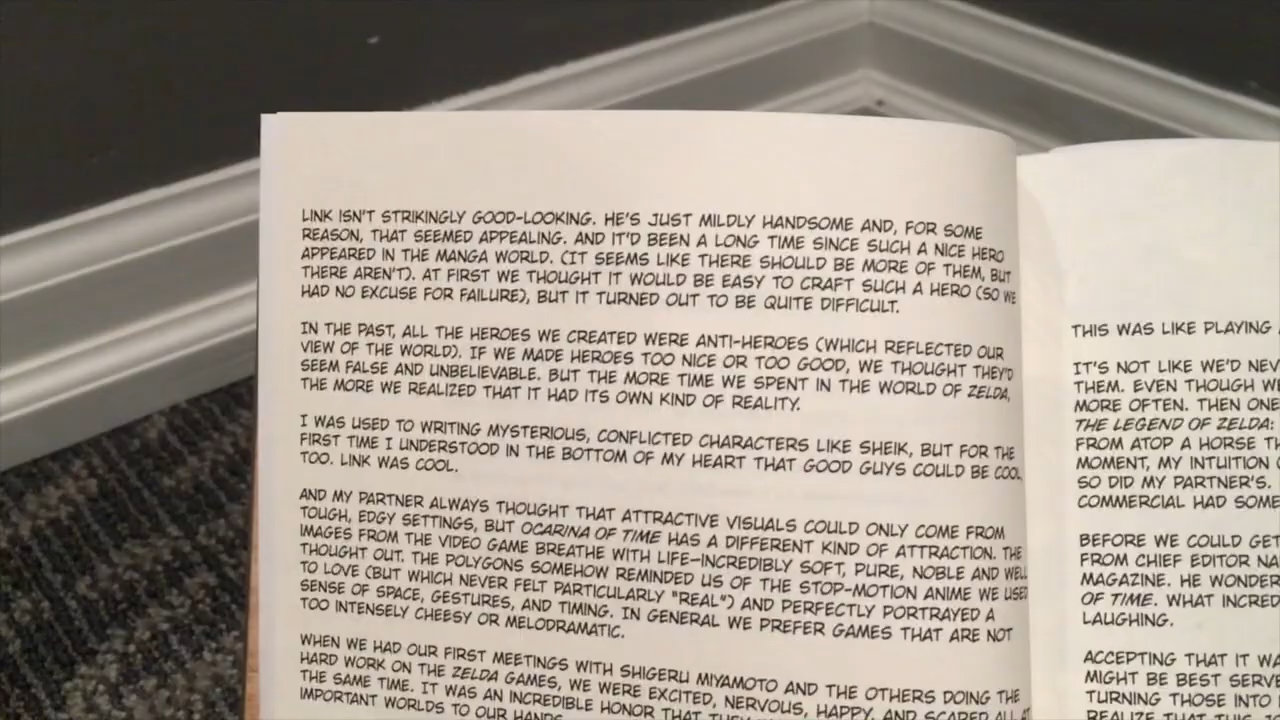 LINK ISN'T STRIKINGLY GOOD-LOOKING. HE'S JUST MILDLY HANDSOME AND, FOR SOME
REASON, THAT SEEMED APPEALING. AND IT'D BEEN A LONG TIME SINCE SUCH A NICE HERO
APPEARED IN THE MANGA WORLD. (IT SEEMS LIKE THERE SHOULD BE MORE OF THEM, BUT
THERE AREN'T). AT FIRST WE THOUGHT IT WOULD BE EASY TO CRAFT SUCH A HERO (SO WE
HAD NO EXCUSE FOR FAILURE), BUT IT TURNED OUT TO BE QUITE DIFFICULT.
IN THE PAST, ALL THE HEROES WE CREATED WERE ANTI-HEROES (WHICH REFLECTED OUR
VIEW OF THE WORLD). IF WE MADE HEROES TOO NICE OR TOO GOOD, WE THOUGHT THEY'D
SEEM FALSE AND UNBELIEVABLE. BUT THE MORE TIME WE SPENT IN THE WORLD OF ZELDA,
THE MORE WE REALIZED THAT IT HAD ITS OWN KIND OF REALITY.
I WAS USED TO WRITING MYSTERIOUS, CONFLICTED CHARACTERS LIKE SHEIK, BUT FOR THE
FIRST TIME I UNDERSTOOD IN THE BOTTOM OF MY HEART THAT GOOD GUYS COULD BE COOL,
TOO. LINK WAS COOL.
AND MY PARTNER ALWAYS THOUGHT THAT ATTRACTIVE VISUALS COULD ONLY COME FROM
TOUGH, EDGY SETTINGS, BUT OCARINA OF TIME HAS A DIFFERENT KIND OF ATTRACTION. THE
IMAGES FROM THE VIDEO GAME BREATHE WITH LIFE–INCREDIBLY SOFT, PURE, NOBLE AND WELL
THOUGHT OUT. THE POLYGONS SOMEHOW REMINDED US OF THE STOP-MOTION ANIME WE USED
TO LOVE (BUT WHICH NEVER FELT PARTICULARLY "REAL") AND PERFECTLY PORTRAYED A
SENSE OF SPACE, GESTURES, AND TIMING. IN GENERAL WE PREFER GAMES THAT ARE NOT
TOO INTENSELY CHEESY OR MELODRAMATIC.
WHEN WE HAD OUR FIRST MEETINGS WITH SHIGERU MIYAMOTO AND THE OTHERS DOING THE
HARD WORK ON THE ZELDA GAMES, WE WERE EXCITED, NERVOUS, HAPPY, AND SCARED ALL AT
THE SAME TIME. IT WAS AN INCREDIBLE HONOR THAT
IMPORTANT WORLDS TO OUR HANDS.
THIS WAS LIKE PLAYING
IT'S NOT LIKE WE'D NEV
THEM. EVEN THOUGH
MORE OFTEN. THEN ONE
THE LEGEND OF ZELDA:
FROM ATOP A HORSE
MOMENT, MY INTUITION
SO DID MY PARTNER'S.
COMMERCIAL HAD SOME
BEFORE WE COULD GET
FROM CHIEF EDITOR
MAGAZINE. HE WONDER
OF TIME. WHAT INCRED
LAUGHING.
ACCEPTING THAT IT
MIGHT BE BEST SERVE
TURNING THOSE INTO
REALIZE